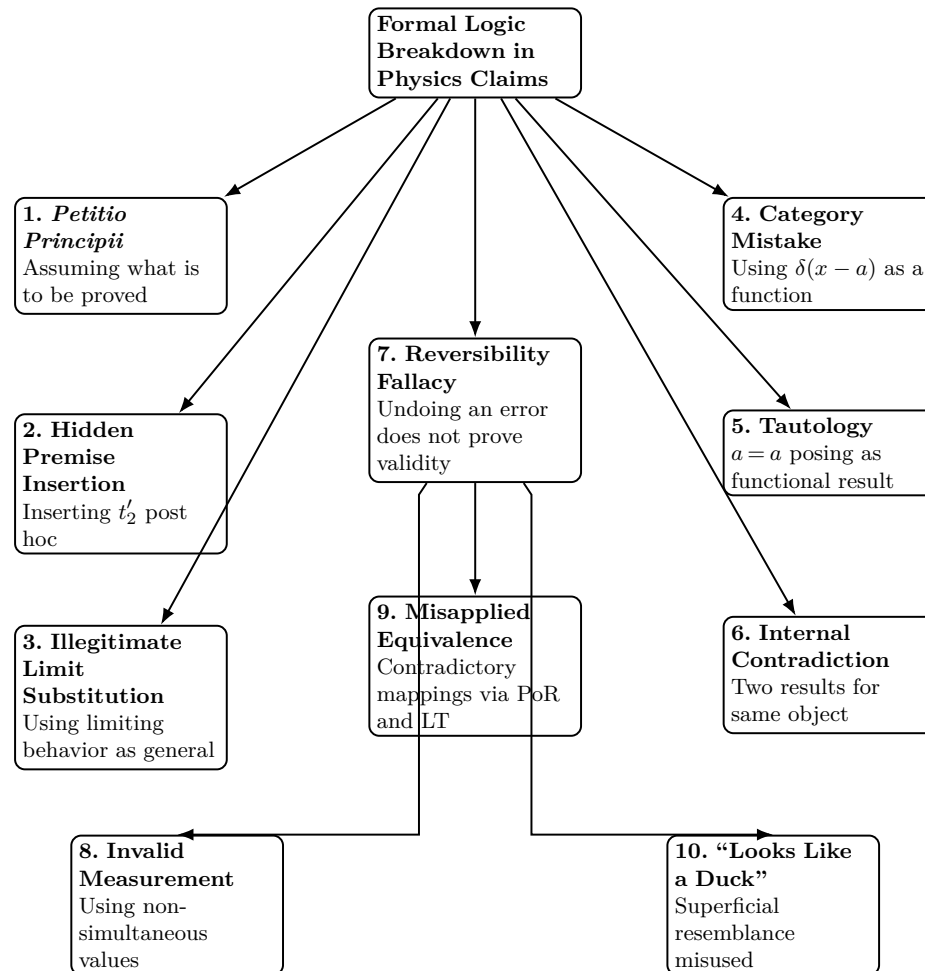 Formal Logic
Breakdown in
Physics Claims
1. Petitio
Principii
Assuming what is
to be proved
4. Category
Mistake
Using δ(x − a) as a
function
7. Reversibility
Fallacy
Undoing an error
does not prove
validity
2. Hidden
Premise
Insertion
Inserting t′₂ post
hoc
5. Tautology
a = a posing as
functional result
9. Misapplied
Equivalence
Contradictory
mappings via PoR
and LT
3. Illegitimate
Limit
Substitution
Using limiting
behavior as general
6. Internal
Contradiction
Two results for
same object
8. Invalid
Measurement
Using non-
simultaneous
values
10. “Looks Like
a Duck”
Superficial
resemblance
misused